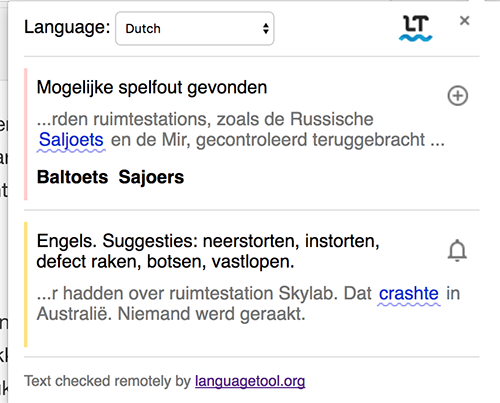 Language: Dutch
LT
Mogelijke spelfout gevonden
...rden ruimtestations, zoals de Russische
Saljoets en de Mir, gecontroleerd teruggebracht ...
Baltoets Sajoers
Engels. Suggesties: neerstorten, instorten,
defect raken, botsen, vastlopen.
...r hadden over ruimtestation Skylab. Dat crashte in
Australië. Niemand werd geraakt.
Text checked remotely by languagetool.org